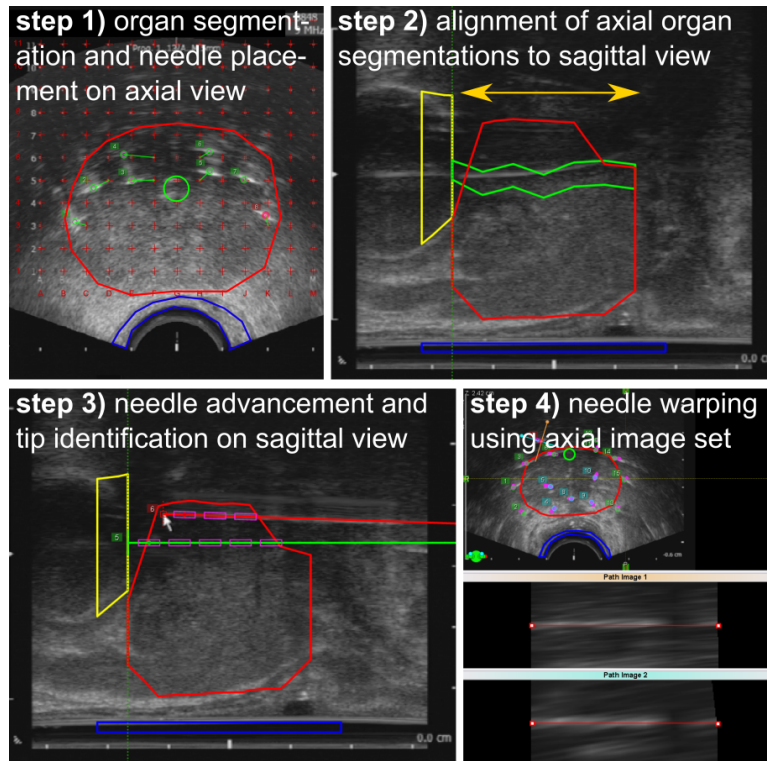 step 1) organ segment-
ation and needle place-
ment on axial view
step 2) alignment of axial organ
segmentations to sagittal view
0.0 c
step 3) needle advancement and
tip identification on sagittal view
6
5
0.0 cm
step 4) needle warping
using axial image set
Path Image 1
Path Image 2